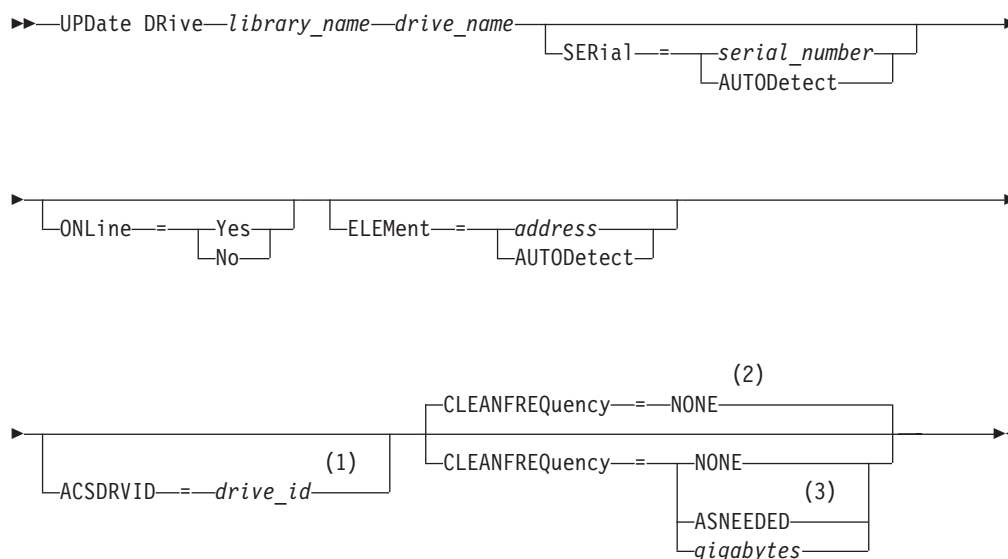 UPDate DRive library_name drive_name
SERial = serial_number
AUTODetect
ONLine = Yes
No
ELEMent = address
AUTODetect
ACSDRVID = drive_id (1)
CLEANFREQuency = NONE (2)
CLEANFREQuency = NONE
ASNEEDED (3)
gigabytes